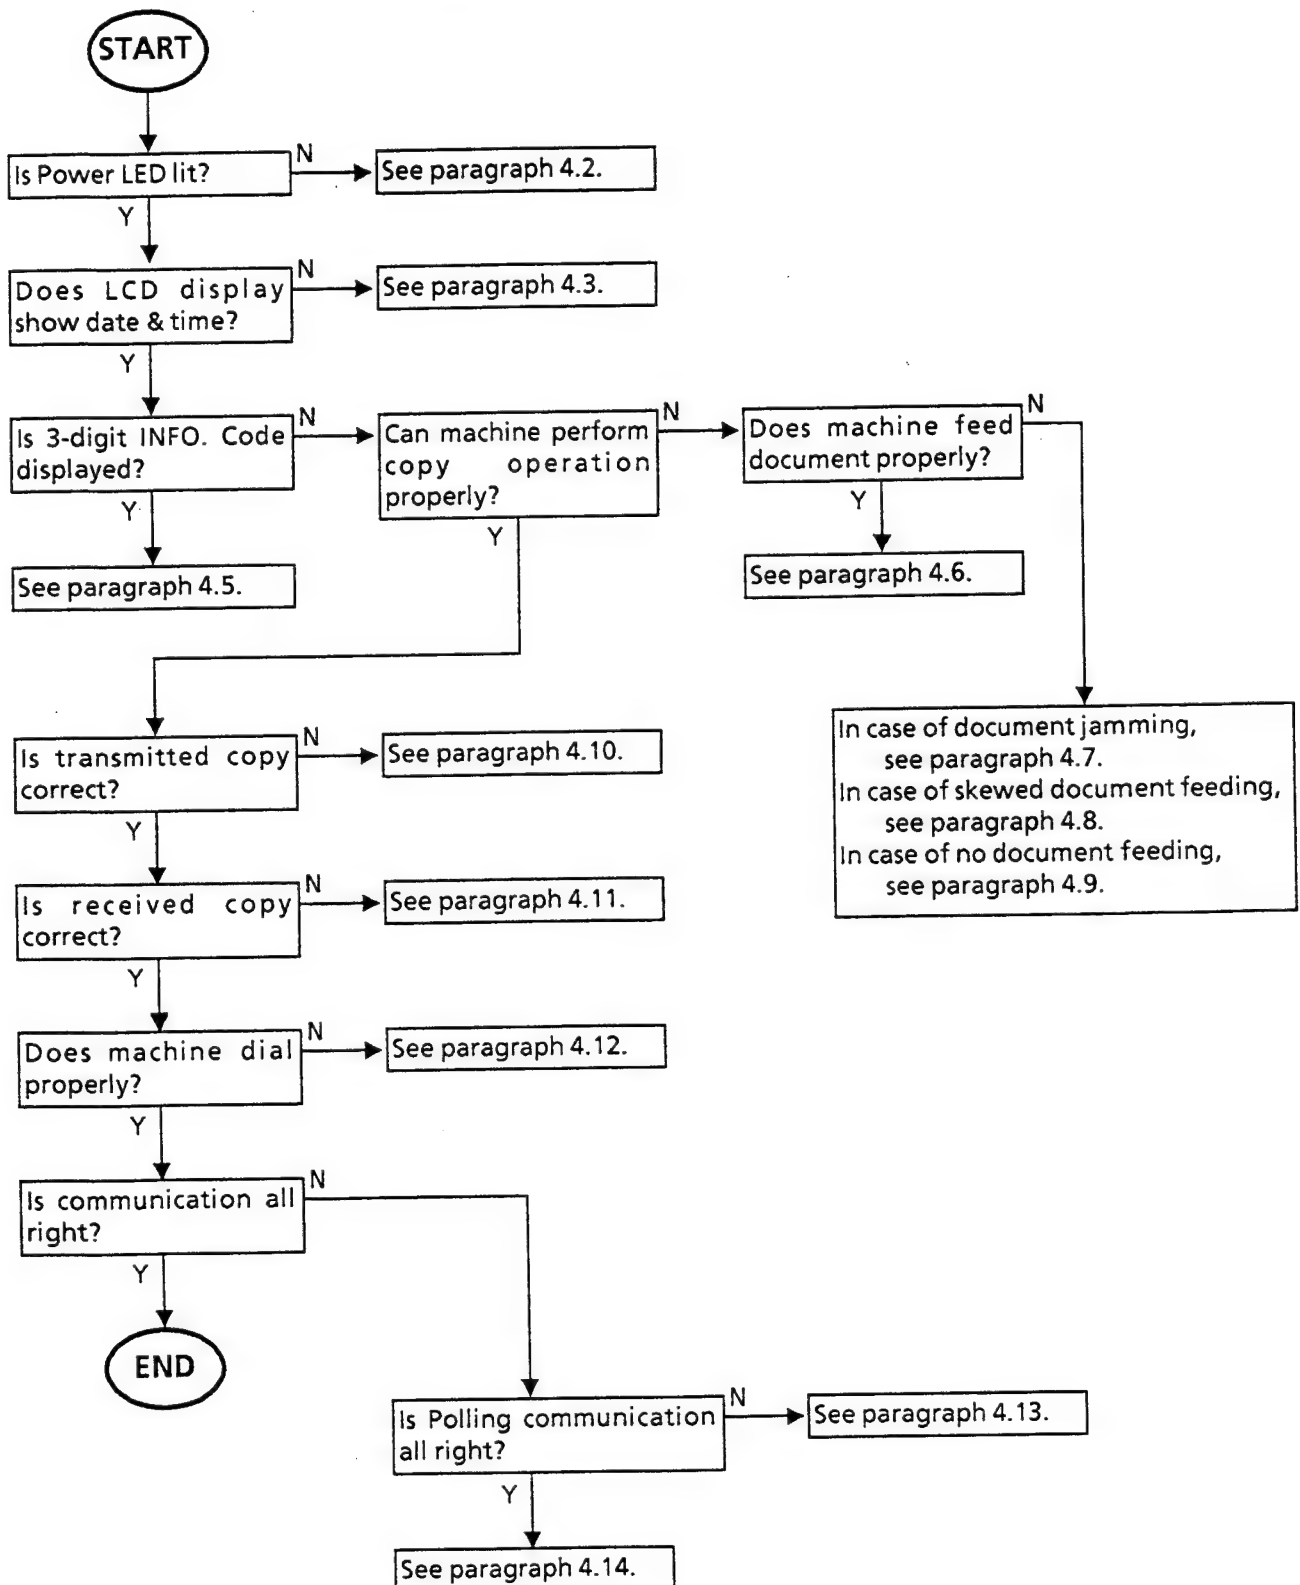 START
Is Power LED lit?
N
See paragraph 4.2.
Y
Does LCD display
show date & time?
N
See paragraph 4.3.
Y
Is 3-digit INFO. Code
displayed?
N
Can machine perform
copy operation
properly?
N
Does machine feed
document properly?
N
Y
See paragraph 4.5.
Y
Y
See paragraph 4.6.
In case of document jamming,
see paragraph 4.7.
In case of skewed document feeding,
see paragraph 4.8.
In case of no document feeding,
see paragraph 4.9.
Is transmitted copy
correct?
N
See paragraph 4.10.
Y
Is received copy
correct?
N
See paragraph 4.11.
Y
Does machine dial
properly?
N
See paragraph 4.12.
Y
Is communication all
right?
N
Y
END
Is Polling communication
all right?
N
See paragraph 4.13.
Y
See paragraph 4.14.